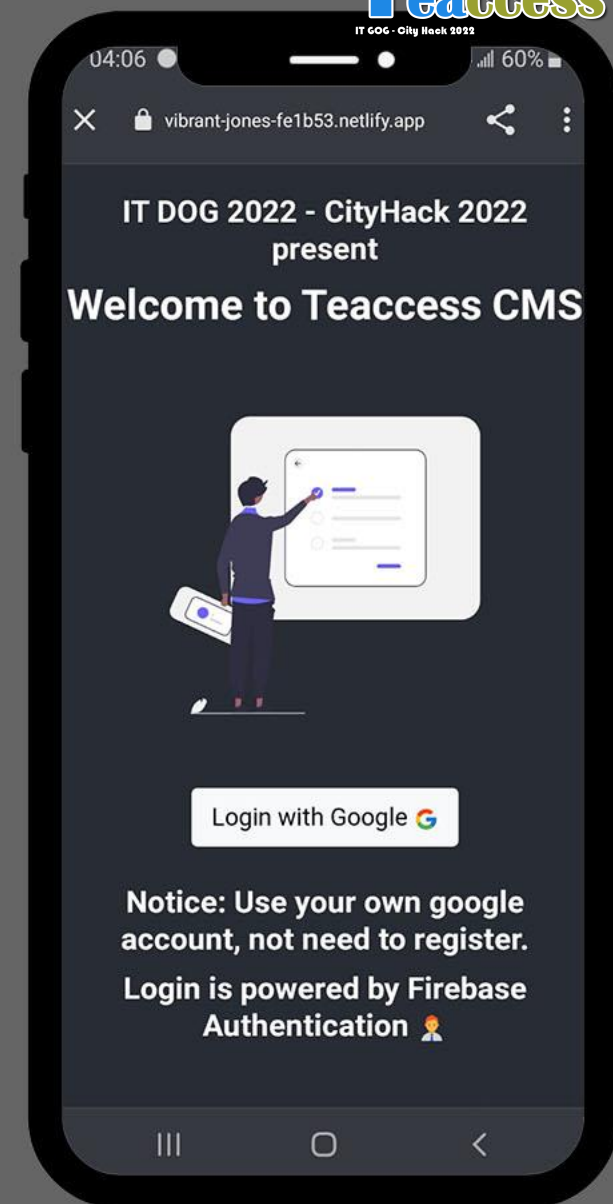 Teaccess
IT GOG - City Hack 2022
04:06
60%
vibrant-jones-fe1b53.netlify.app
IT DOG 2022 - CityHack 2022
present
Welcome to Teaccess CMS
Login with Google
Notice: Use your own google
account, not need to register.
Login is powered by Firebase
Authentication